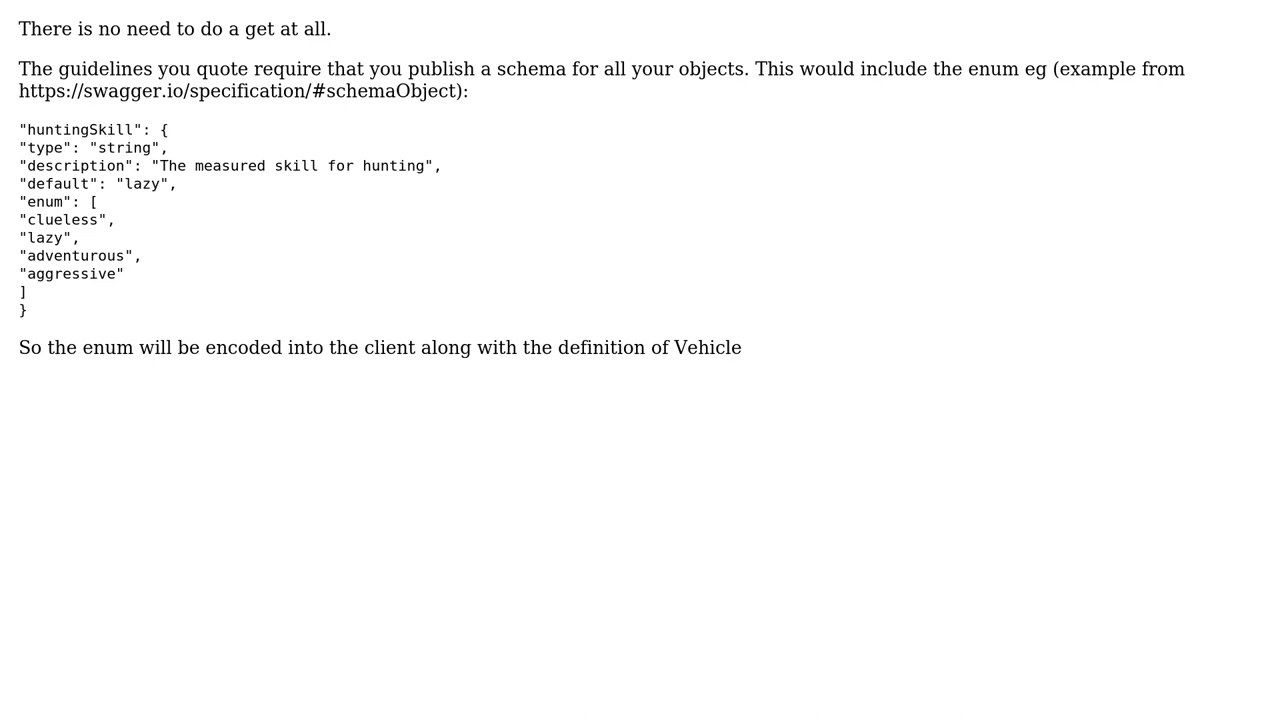 There is no need to do a get at all.
The guidelines you quote require that you publish a schema for all your objects. This would include the enum eg (example from
https://swagger.io/specification/#schemaObject):
"huntingSkill": {
"type": "string",
"description": "The measured skill for hunting",
"default": "lazy",
"enum": [
"clueless",
"lazy",
"adventurous",
"aggressive"
]
}
So the enum will be encoded into the client along with the definition of Vehicle